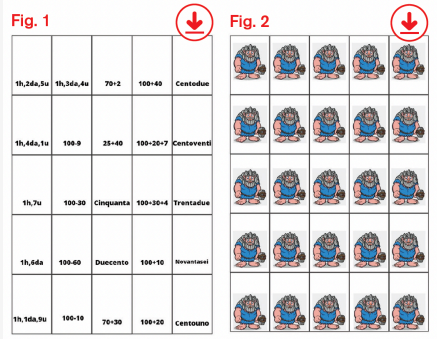 Fig. 1
Fig. 2
1h,2da,5u 1h,3da,4u 70+2 100+40 Centodue
1h,4da,1u 100-9 25+40 100+20+7 Centoventi
1h,7u 100-30 Cinquanta 100+30+4 Trentadue
1h,6da 100-60 Duecento 100+10 Novantasei
1h,1da,9u 100-10 70+30 100+20 Centouno